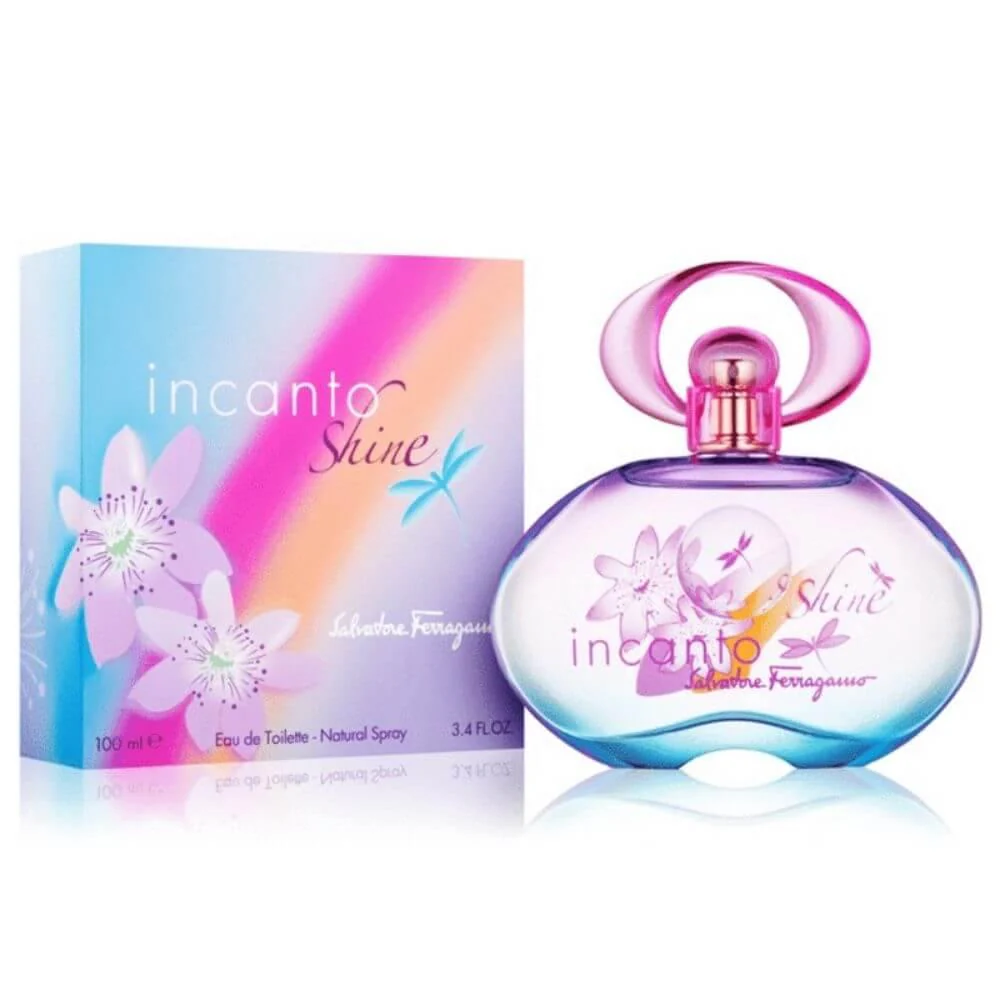 incanto
Shine
Salvatore Ferragamo
100 ml e
Eau de Toilette - Natural Spray
3.4 FL.OZ.
Shine
incanto
Salvatore Ferragamo